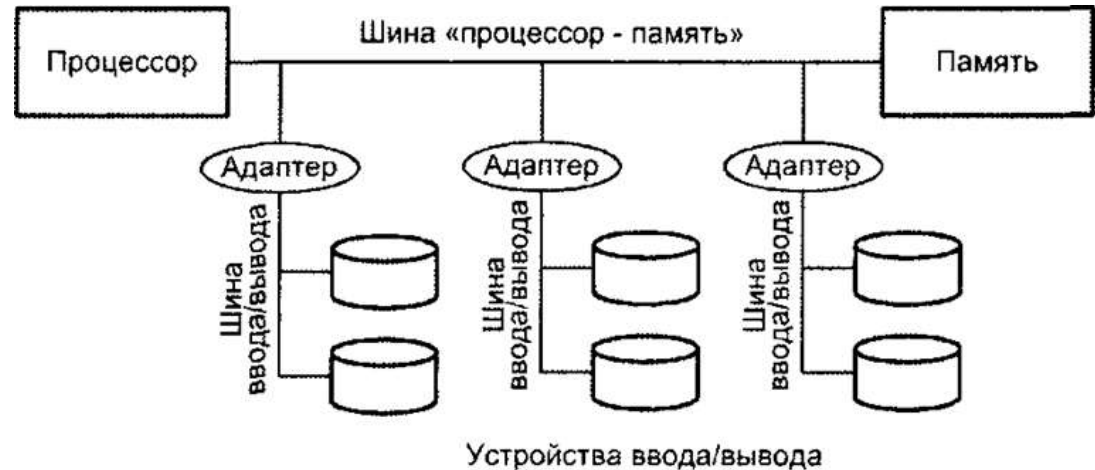 Шина «процессор - память»
Процессор
Память
Адаптер
Адаптер
Адаптер
Шина
ввода/вывода
Шина
ввода/вывода
Шина
ввода/вывода
Устройства ввода/вывода